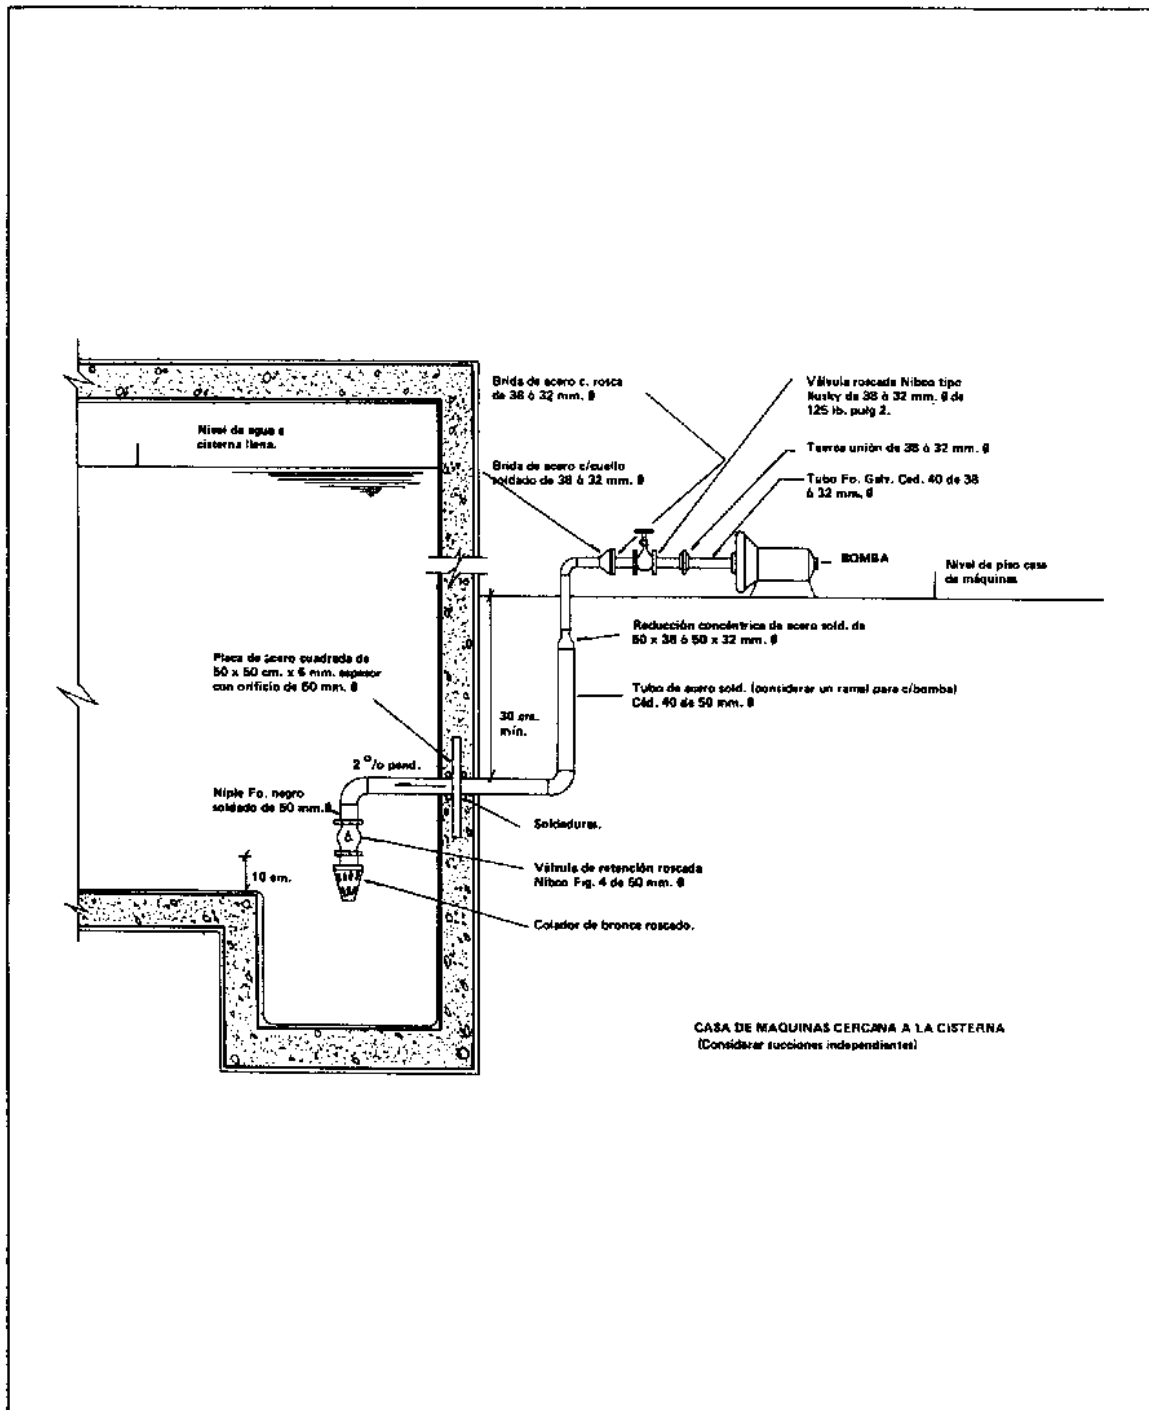 Brida de acero c. rosca
de 38 ó 32 mm. Ø
Válvula roscada Nibco tipo
Husky de 38 ó 32 mm. Ø de
125 lb. pulg 2.
Nivel de agua a
cisterna llena.
Brida de acero c/cuello
soldado de 38 ó 32 mm. Ø
Tuerca unión de 38 ó 32 mm. Ø
Tubo Fo. Galv. Ced. 40 de 38
ó 32 mm. Ø
BOMBA
Nivel de piso casa
de máquinas
Reducción concéntrica de acero sold. de
50 x 38 ó 50 x 32 mm. Ø
Placa de acero cuadrada de
50 x 50 cm. x 6 mm. espesor
con orificio de 50 mm. Ø
Tubo de acero sold. (considerar un ramal para c/bomba)
Céd. 40 de 50 mm. Ø
30 cm.
mín.
2 º/o pend.
Niple Fo. negro
soldado de 50 mm. Ø
Soldaduras.
10 cm.
Válvula de retención roscada
Nibco Fig. 4 de 50 mm. Ø
Colador de bronce roscado.
CASA DE MAQUINAS CERCANA A LA CISTERNA
(Considerar succiones independientes)